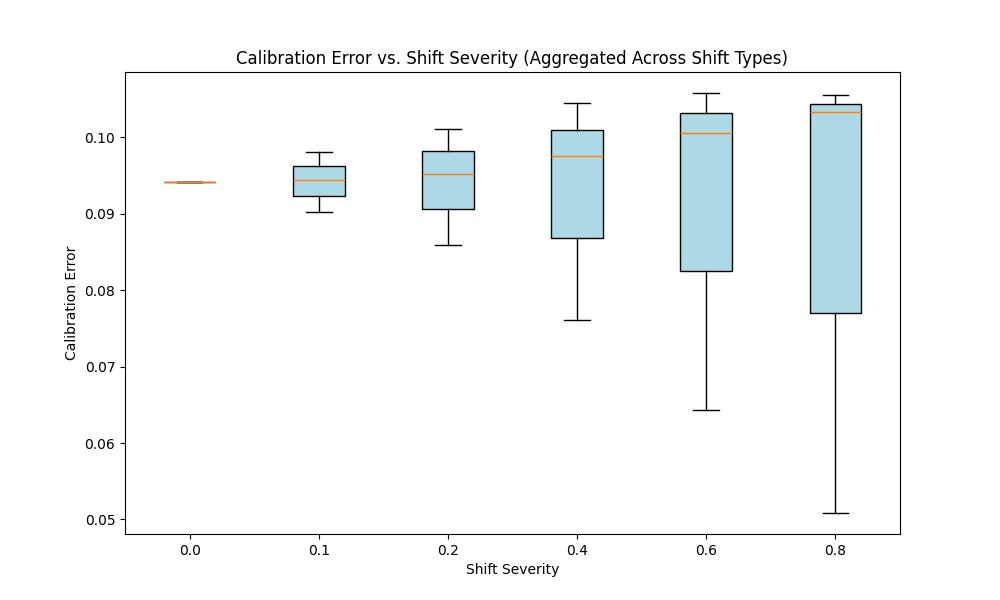 Calibration Error vs. Shift Severity (Aggregated Across Shift Types)
Calibration Error
0.10
0.09
0.08
0.07
0.06
0.05
0.0 0.1 0.2 0.4 0.6 0.8
Shift Severity